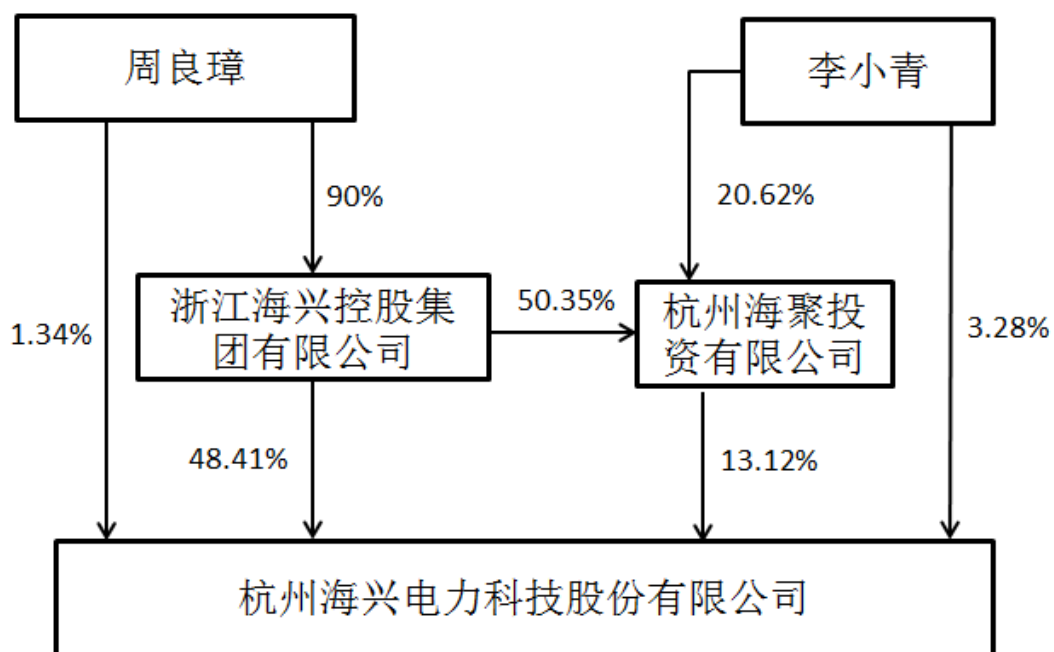 周良璋
李小青
90%
20.62%
浙江海兴控股集
团有限公司
50.35%
杭州海聚投
资有限公司
1.34%
3.28%
48.41%
13.12%
杭州海兴电力科技股份有限公司